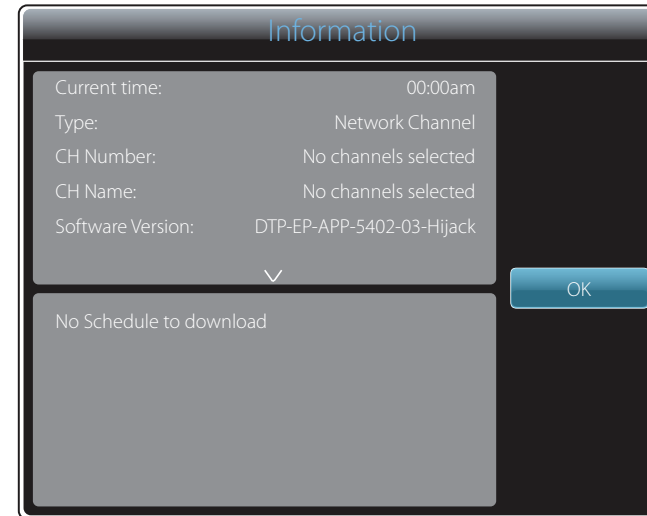 Information
Current time: 00:00am
Type: Network Channel
CH Number: No channels selected
CH Name: No channels selected
Software Version: DTP-EP-APP-5402-03-Hijack
OK
No Schedule to download